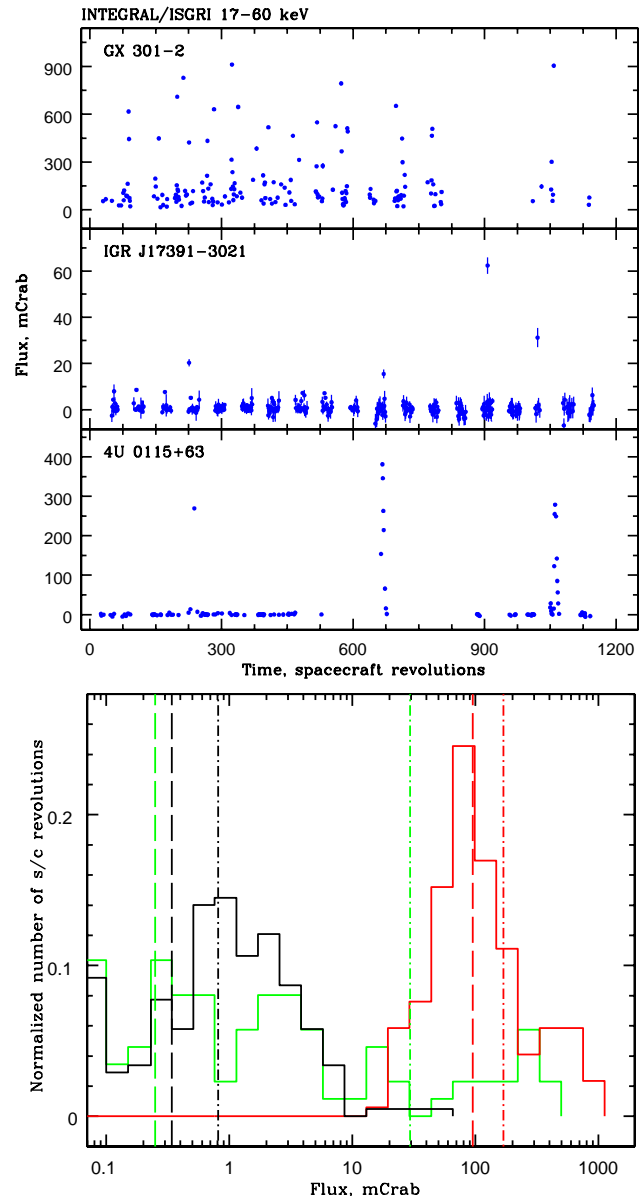 INTEGRAL/ISGRI 17-60 keV
GX 301-2
900
600
300
0
IGR J17391-3021
60
40
20
0
Flux, mCrab
4U 0115+63
400
300
200
100
0
0 300 600 900 1200
Time, spacecraft revolutions
0.2
0.1
0
Normalized number of s/c revolutions
0.1 1 10 100 1000
Flux, mCrab